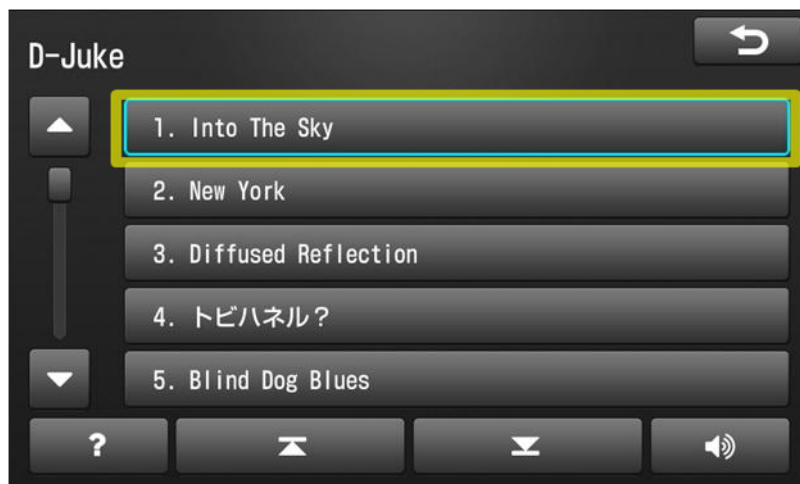 D-Juke
1. Into The Sky
2. New York
3. Diffused Reflection
4. トビハネル？
5. Blind Dog Blues
?